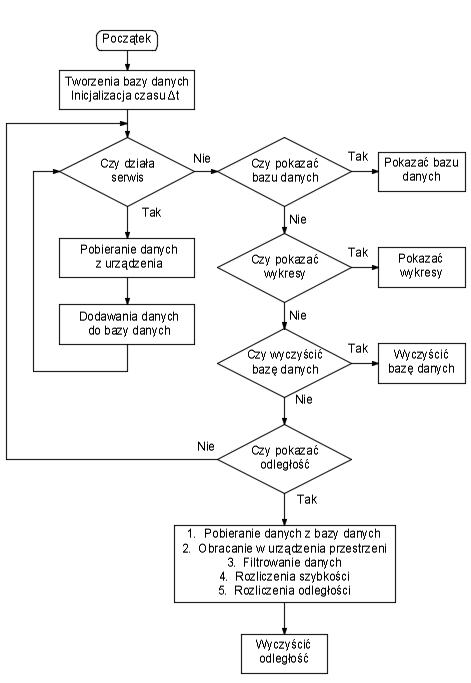 Początek
Tworzenia bazy danych
Inicjalizacja czasu Δt
Czy działa
serwis
Nie
Czy pokazać
bazu danych
Tak
Pokazać bazu
danych
Tak
Nie
Pobieranie danych
z urządzenia
Czy pokazać
wykresy
Tak
Pokazać
wykresy
Dodawania danych
do bazy danych
Nie
Czy wyczyścić
bazę danych
Tak
Wyczyścić
bazę danych
Nie
Nie
Czy pokazać
odległość
Tak
1. Pobieranie danych z bazy danych
2. Obracanie w urządzenia przestrzeni
3. Filtrowanie danych
4. Rozliczenia szybkości
5. Rozliczenia odległości
Wyczyścić
odległość